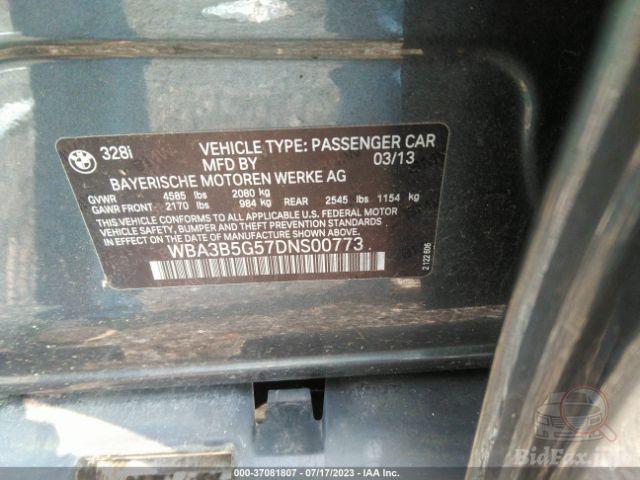 328i VEHICLE TYPE: PASSENGER CAR
MFD BY 03/13
BAYERISCHE MOTOREN WERKE AG
GVWR 4585 lbs 2080 kg
GAWR FRONT 2170 lbs 984 kg REAR 2545 lbs 1154 kg
THIS VEHICLE CONFORMS TO ALL APPLICABLE U.S. FEDERAL MOTOR
VEHICLE SAFETY, BUMPER AND THEFT PREVENTION STANDARDS
IN EFFECT ON THE DATE OF MANUFACTURE SHOWN ABOVE.
WBA3B5G57DNS00773
2 122 606
000-37081807 - 07/17/2023 - IAA Inc.
BidFax.info